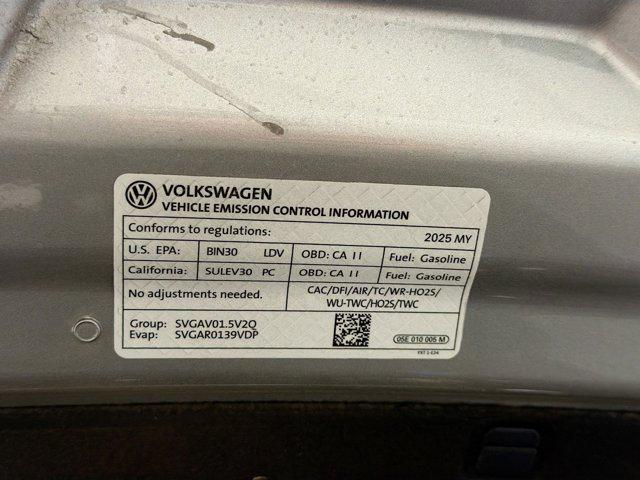 VOLKSWAGEN
VEHICLE EMISSION CONTROL INFORMATION
Conforms to regulations: 2025 MY
U.S. EPA: BIN30 LDV OBD: CA II Fuel: Gasoline
California: SULEV30 PC OBD: CA II Fuel: Gasoline
No adjustments needed. CAC/DFI/AIR/TC/WR-HO2S/
WU-TWC/HO2S/TWC
Group: SVGAV01.5V2Q
Evap: SVGAR0139VDP
05E 010 005 M